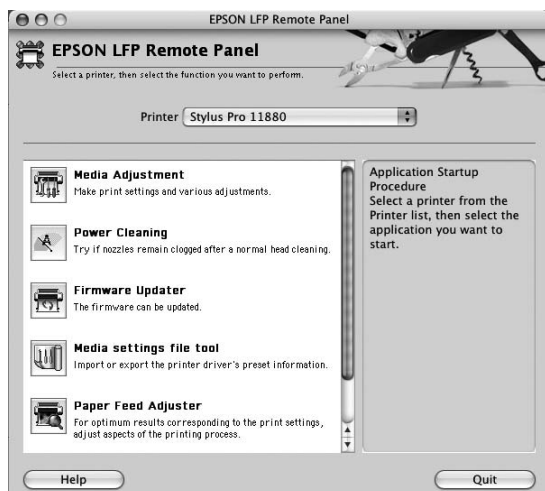 EPSON LFP Remote Panel
EPSON LFP Remote Panel
Select a printer, then select the function you want to perform.
Printer Stylus Pro 11880
Media Adjustment
Make print settings and various adjustments.
Power Cleaning
Try if nozzles remain clogged after a normal head cleaning.
Firmware Updater
The firmware can be updated.
Media settings file tool
Import or export the printer driver's preset information.
Paper Feed Adjuster
For optimum results corresponding to the print settings,
adjust aspects of the printing process.
Application Startup
Procedure
Select a printer from the
Printer list, then select the
application you want to
start.
Help
Quit